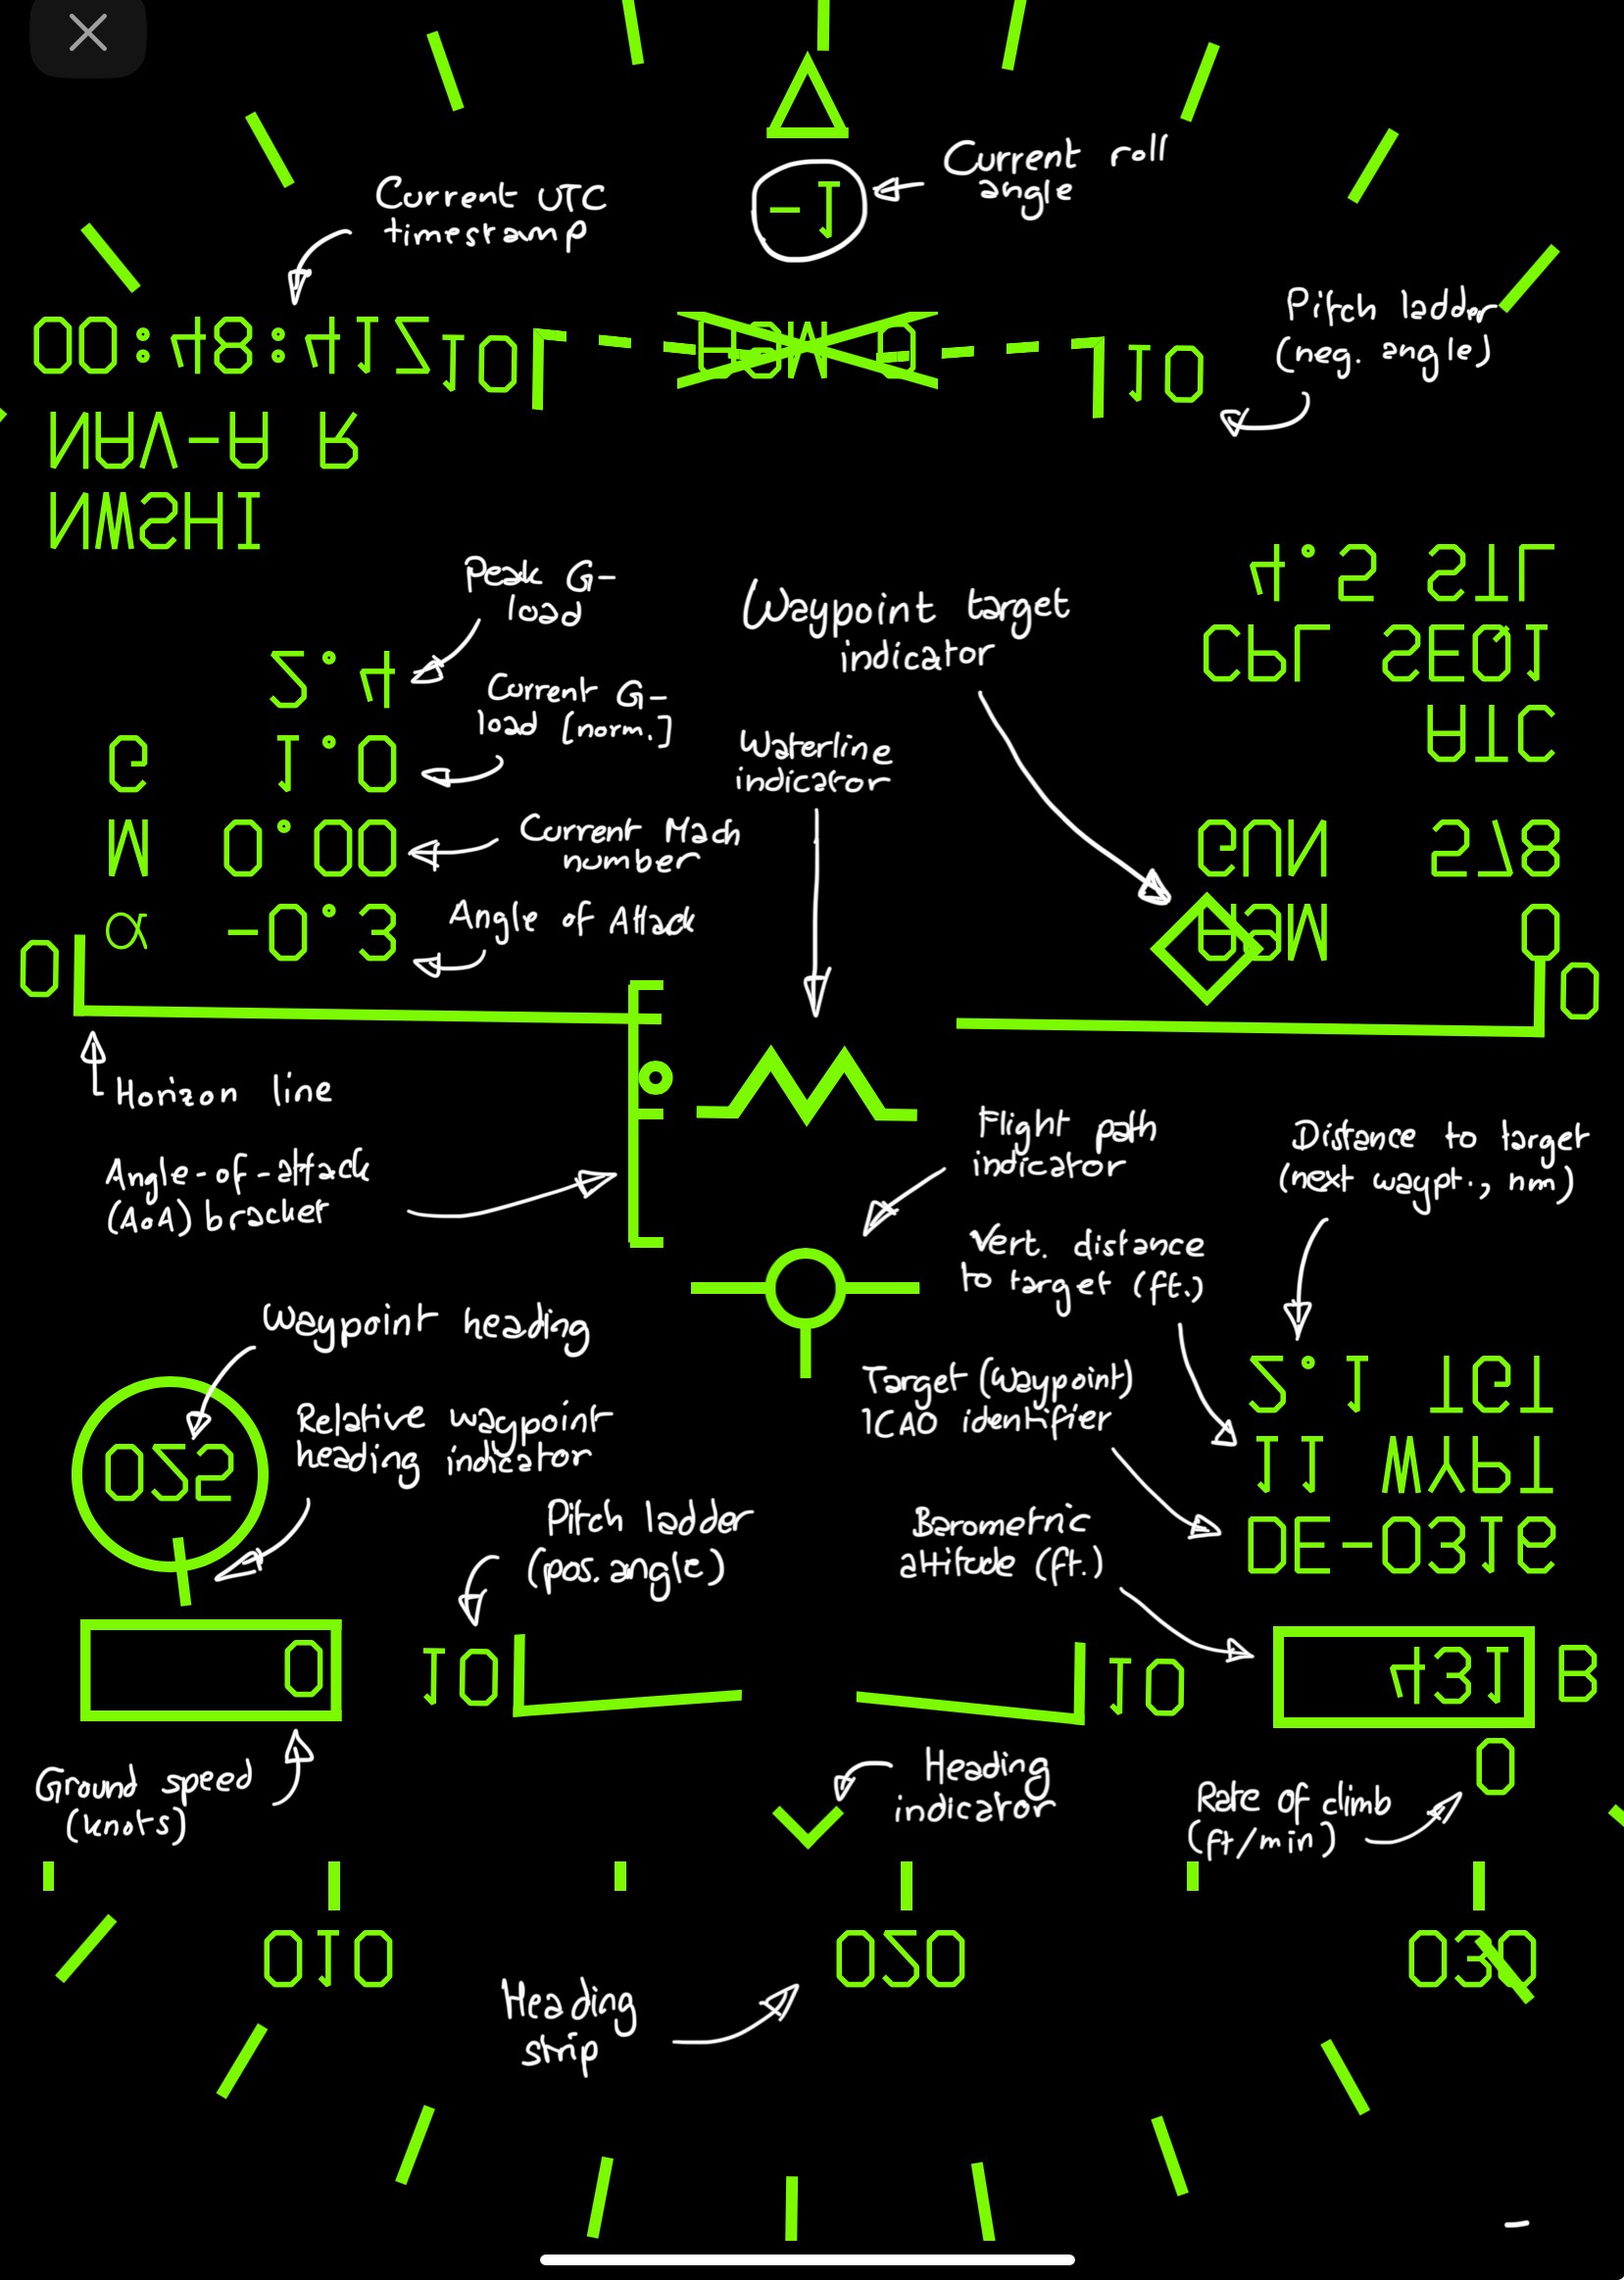 -1
Current roll
angle
Current UTC
timestamp
00:48:41Z
10
10
Pitch ladder
(neg. angle)
NAV-A R
NMSHI
Peak G-
load
2.4
Current G-
load [norm.]
G 1.0
Current Mach
number
M 0.00
Angle of Attack
α -0.3
Waypoint target
indicator
Waterline
indicator
4.5 STL
CPL SEQ1
ATC
GUN 578
AGM 0
0
0
Horizon line
Angle-of-attack
(AoA) bracket
Flight path
indicator
Distance to target
(next waypt., nm)
Vert. distance
to target (ft.)
Waypoint heading
025
Relative waypoint
heading indicator
Target (Waypoint)
ICAO identifier
2.1 TGT
11 WYPT
DE-0316
Pitch ladder
(pos. angle)
Barometric
altitude (ft.)
0
10
10
431 B
0
Ground speed
(knots)
Heading
indicator
Rate of climb
(ft/min)
010
020
030
Heading
strip